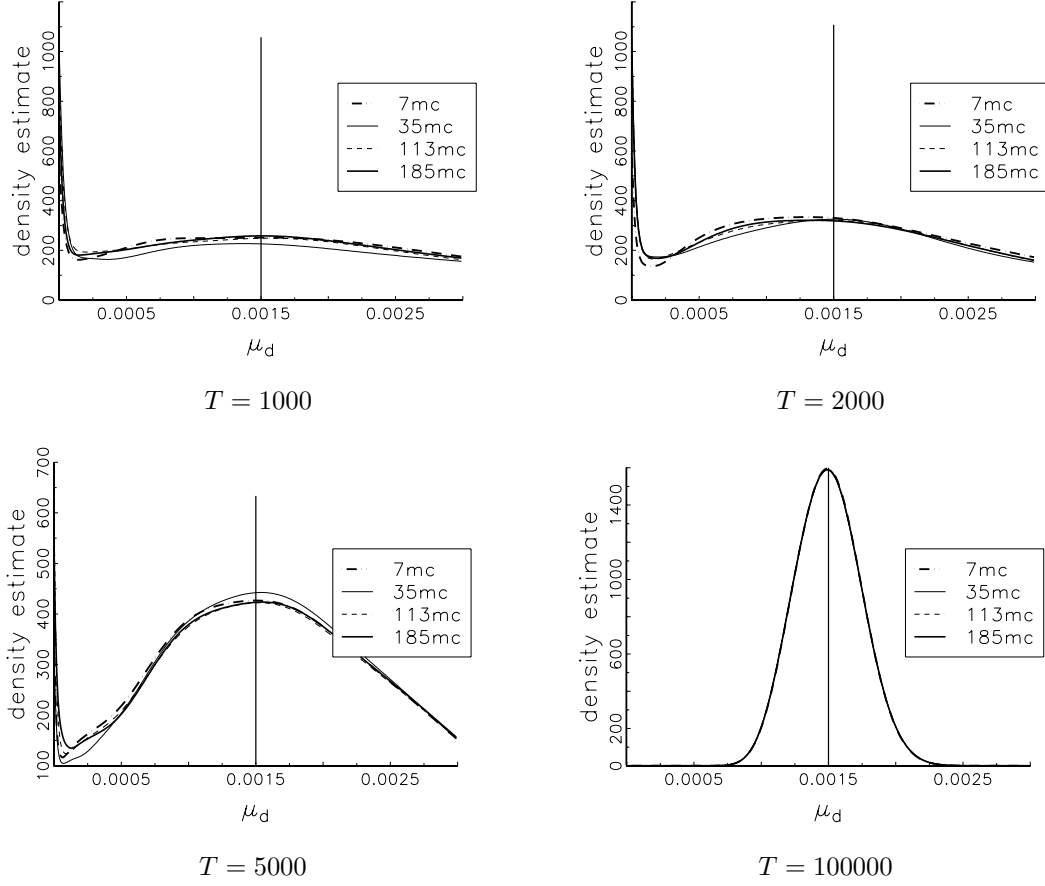 density estimate
0 200 400 600 800 1000
7mc
35mc
113mc
185mc
0.0005 0.0015 0.0025
μd
T = 1000
density estimate
0 200 400 600 800 1000
7mc
35mc
113mc
185mc
0.0005 0.0015 0.0025
μd
T = 2000
density estimate
100 200 300 400 500 600 700
7mc
35mc
113mc
185mc
0.0005 0.0015 0.0025
μd
T = 5000
density estimate
0 200 600 1000 1400
7mc
35mc
113mc
185mc
0.0005 0.0015 0.0025
μd
T = 100000